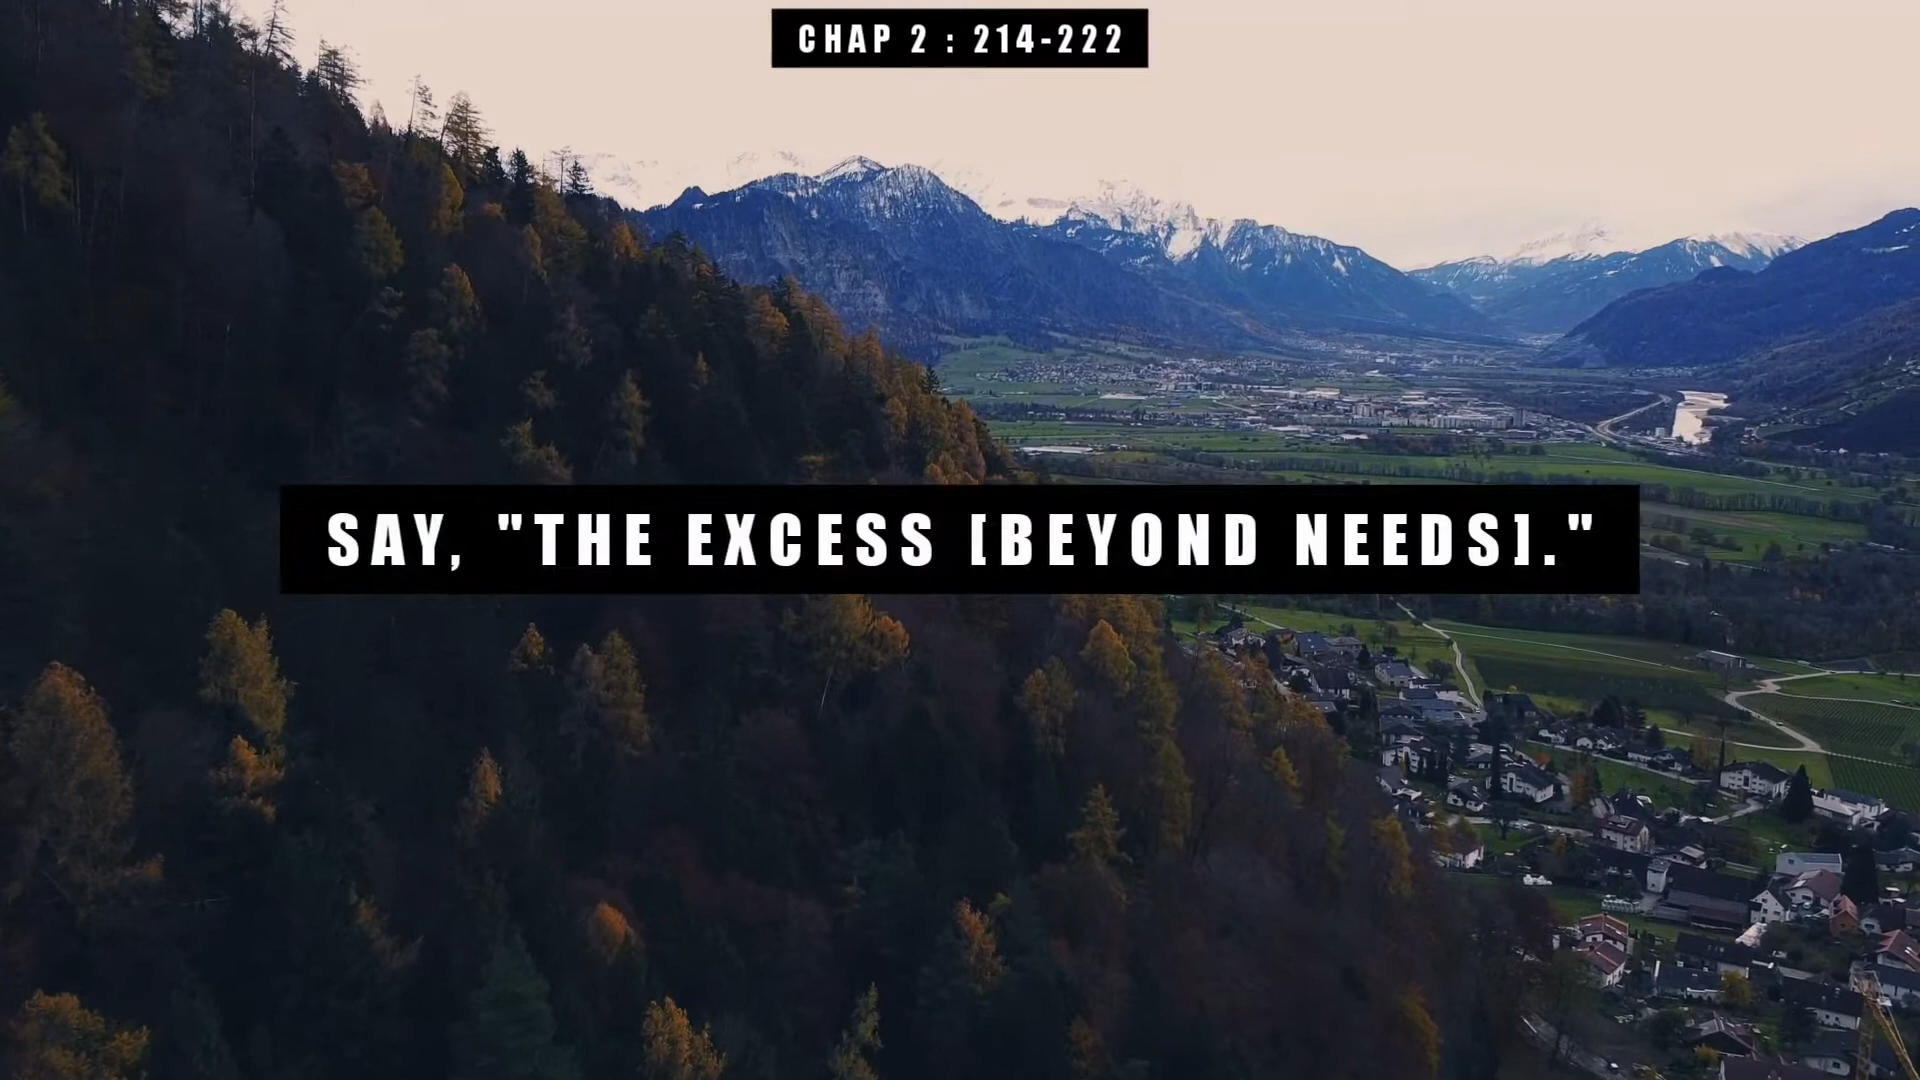 CHAP 2 : 214-222
SAY, "THE EXCESS [BEYOND NEEDS]."